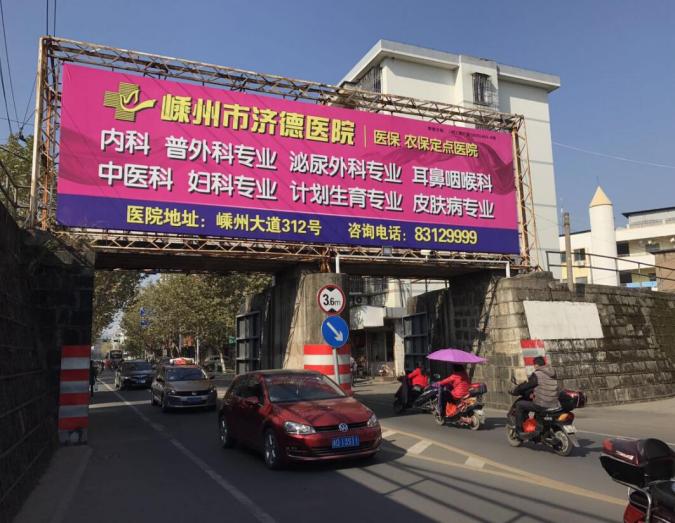 嵊州市济德医院 医保 农保定点医院
内科 普外科专业 泌尿外科专业 耳鼻咽喉科
中医科 妇科专业 计划生育专业 皮肤病专业
医院地址：嵊州大道312号 咨询电话：83129999
3.6m